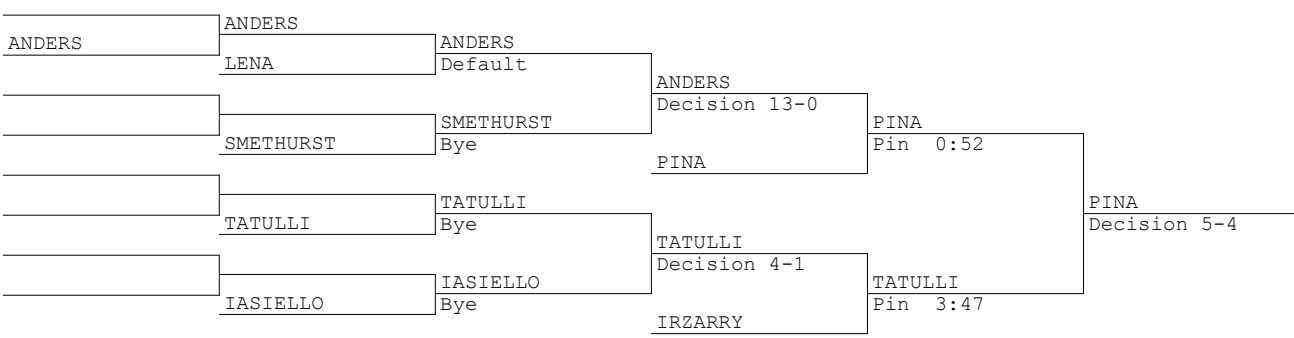 ANDERS
ANDERS
LENA
ANDERS
Default
SMETHURST
SMETHURST
Bye
ANDERS
Decision 13-0
PINA
PINA
Pin 0:52
TATULLI
TATULLI
Bye
IASIELLO
IASIELLO
Bye
TATULLI
Decision 4-1
IRZARRY
TATULLI
Pin 3:47
PINA
Decision 5-4